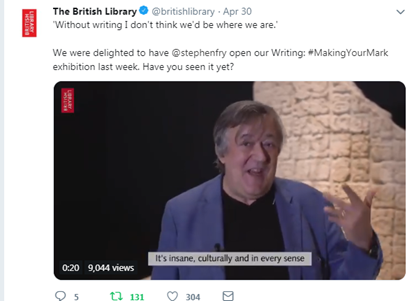 The British Library @britishlibrary · Apr 30
'Without writing I don't think we'd be where we are.'
We were delighted to have @stephenfry open our Writing: #MakingYourMark
exhibition last week. Have you seen it yet?
BRITISH LIBRARY
BRITISH LIBRARY
It's insane, culturally and in every sense
0:20 9,044 views
5 131 304